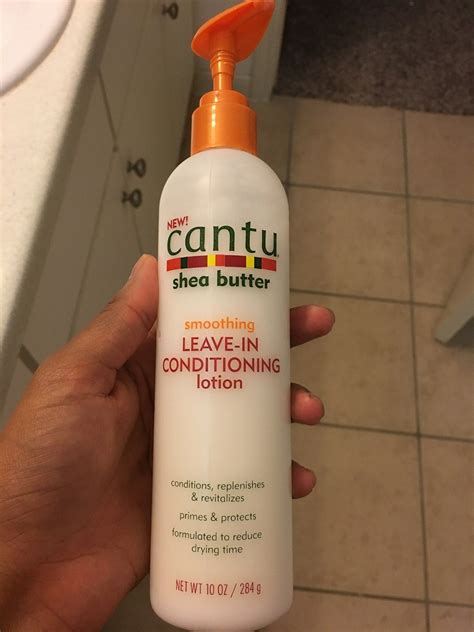 NEW!
cantu
shea butter
smoothing
LEAVE-IN
CONDITIONING
lotion
conditions, replenishes
& revitalizes
primes & protects
formulated to reduce
drying time
NET WT 10 OZ / 284 g